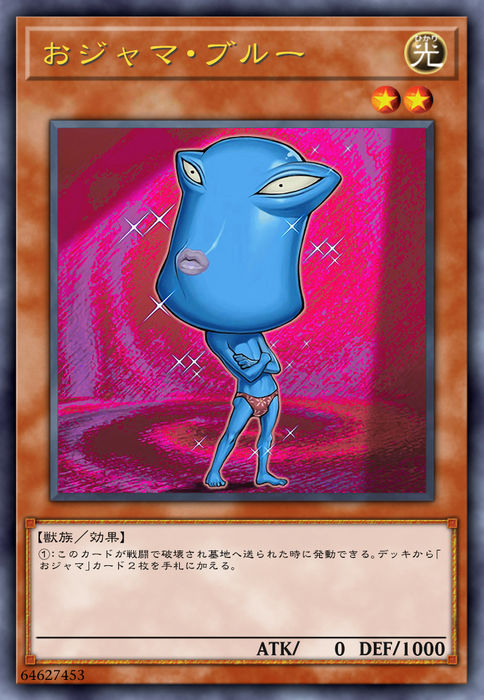 おジャマ・ブルー
ひかり
光
【獣族／効果】
①：このカードが戦闘で破壊され墓地へ送られた時に発動できる。デッキから「
おジャマ」カード２枚を手札に加える。
ATK/ 0 DEF/1000
64627453